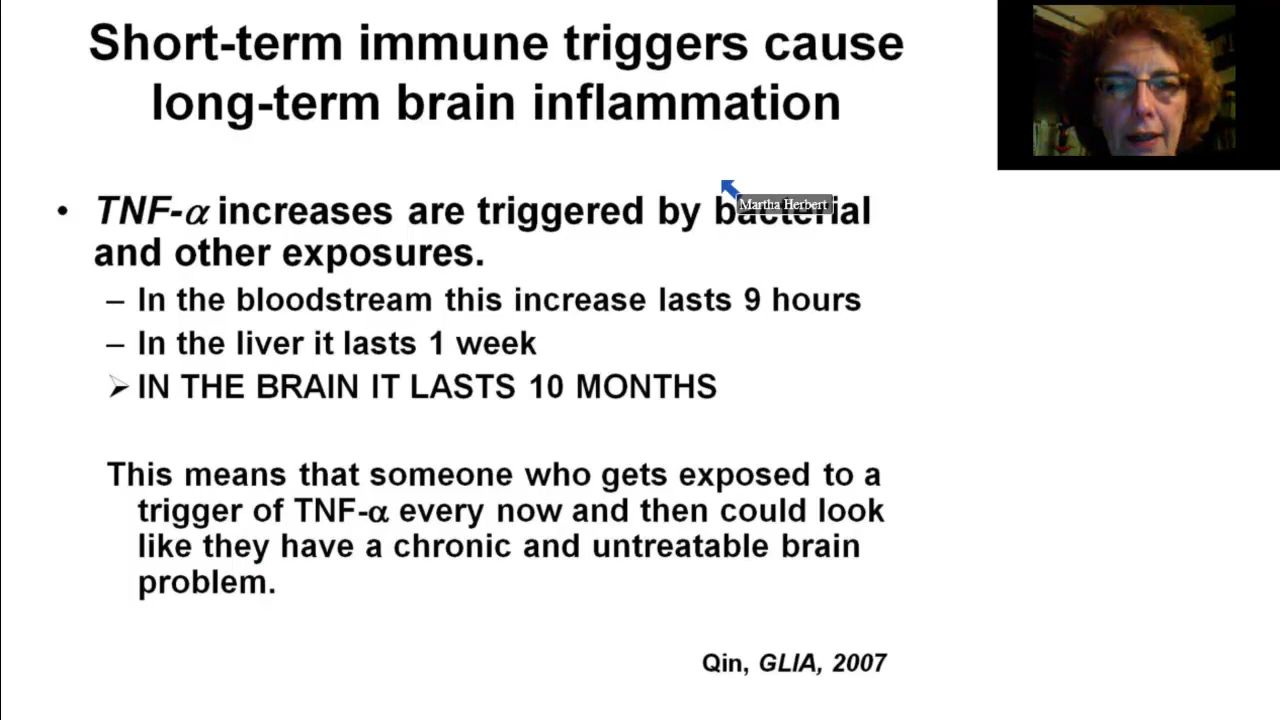 Short-term immune triggers cause
long-term brain inflammation
• TNF-α increases are triggered by bacterial
Martha Herbert
and other exposures.
– In the bloodstream this increase lasts 9 hours
– In the liver it lasts 1 week
➢ IN THE BRAIN IT LASTS 10 MONTHS
This means that someone who gets exposed to a
trigger of TNF-α every now and then could look
like they have a chronic and untreatable brain
problem.
Qin, GLIA, 2007